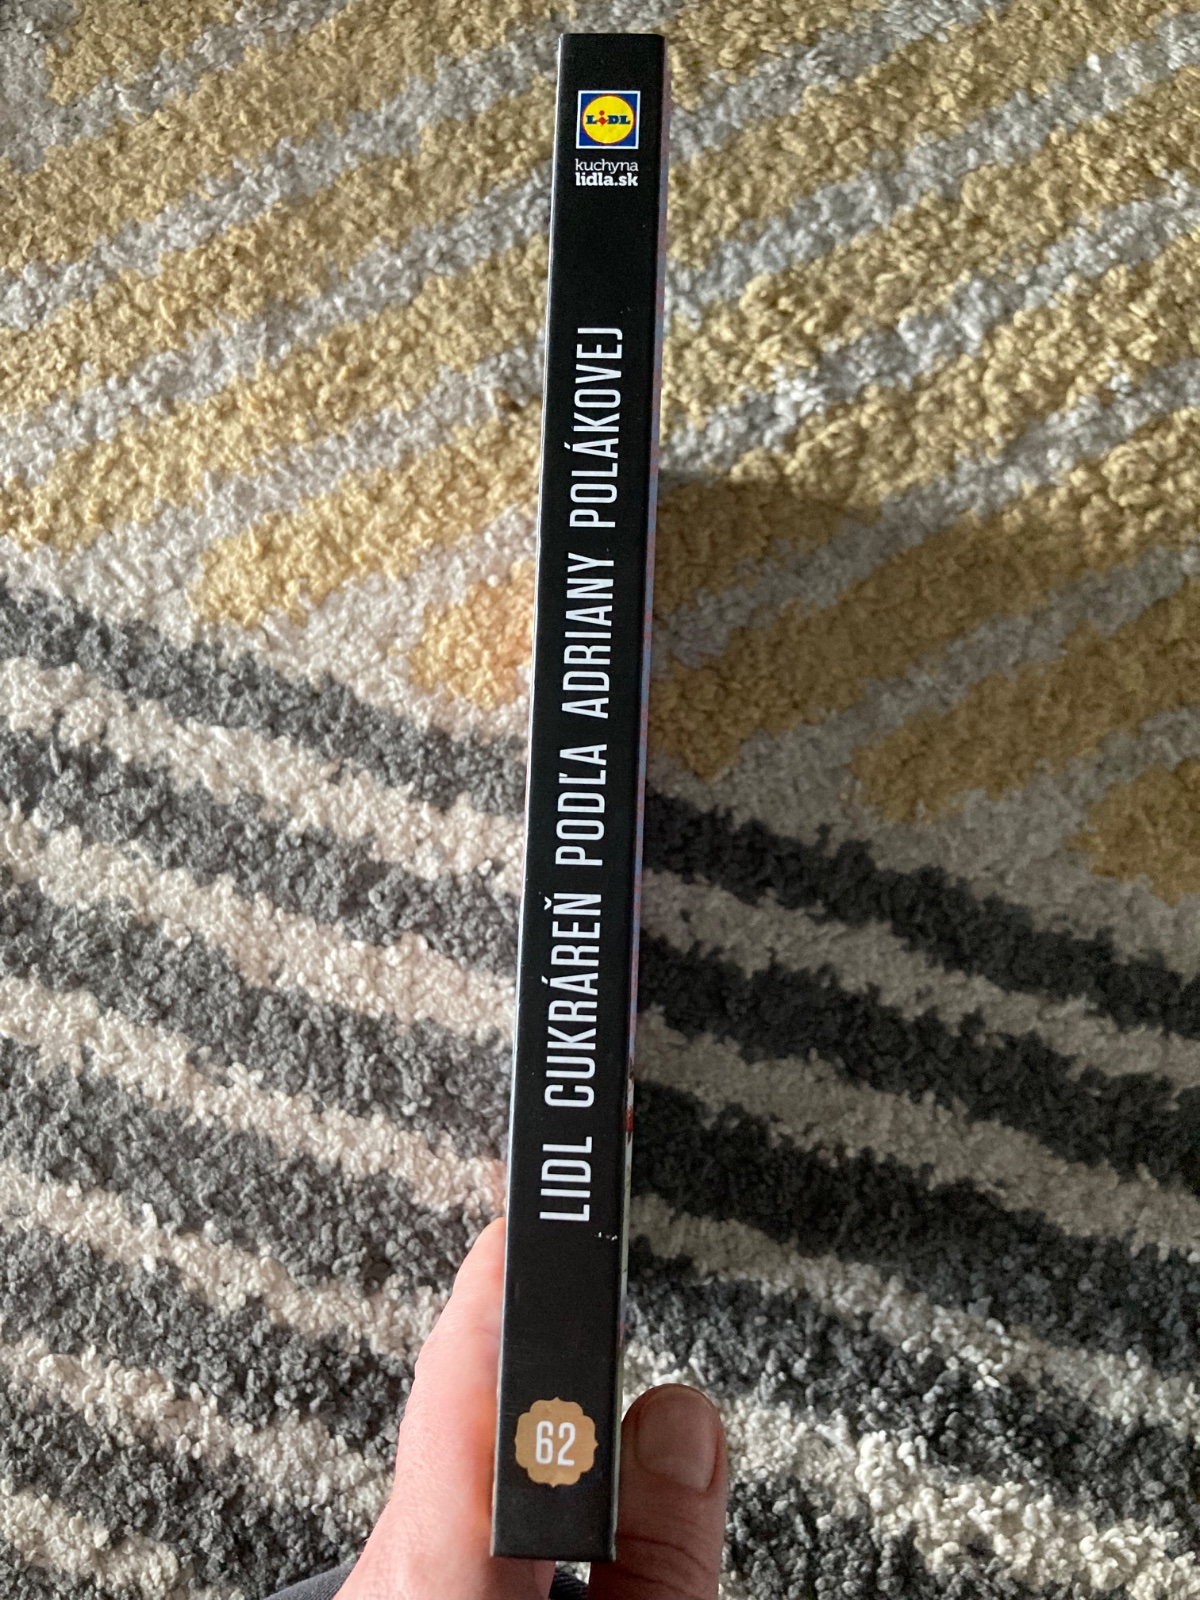 LIDL
kuchyna
lidla.sk
LIDL CUKRÁREŇ PODĽA ADRIANY POLÁKOVEJ
62